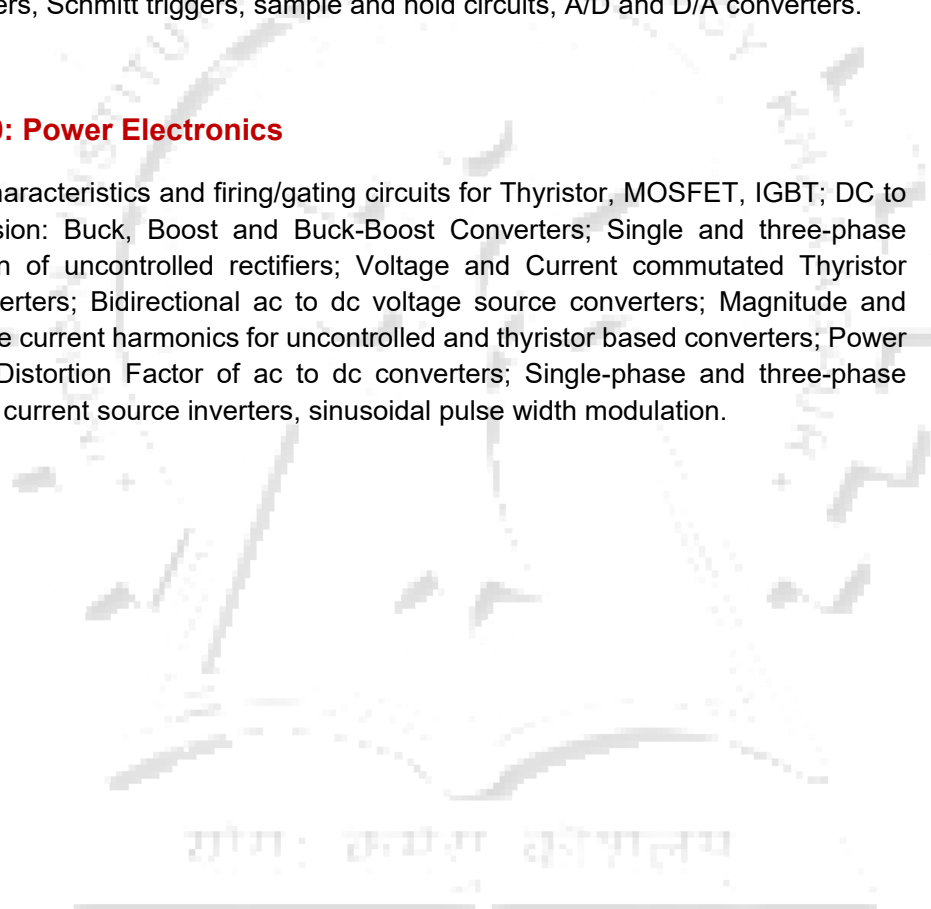 ers, Schmitt triggers, sample and hold circuits, A/D and D/A converters.
: Power Electronics
aracteristics and firing/gating circuits for Thyristor, MOSFET, IGBT; DC to
sion: Buck, Boost and Buck-Boost Converters; Single and three-phase
n of uncontrolled rectifiers; Voltage and Current commutated Thyristor
erters; Bidirectional ac to dc voltage source converters; Magnitude and
e current harmonics for uncontrolled and thyristor based converters; Power
Distortion Factor of ac to dc converters; Single-phase and three-phase
current source inverters, sinusoidal pulse width modulation.